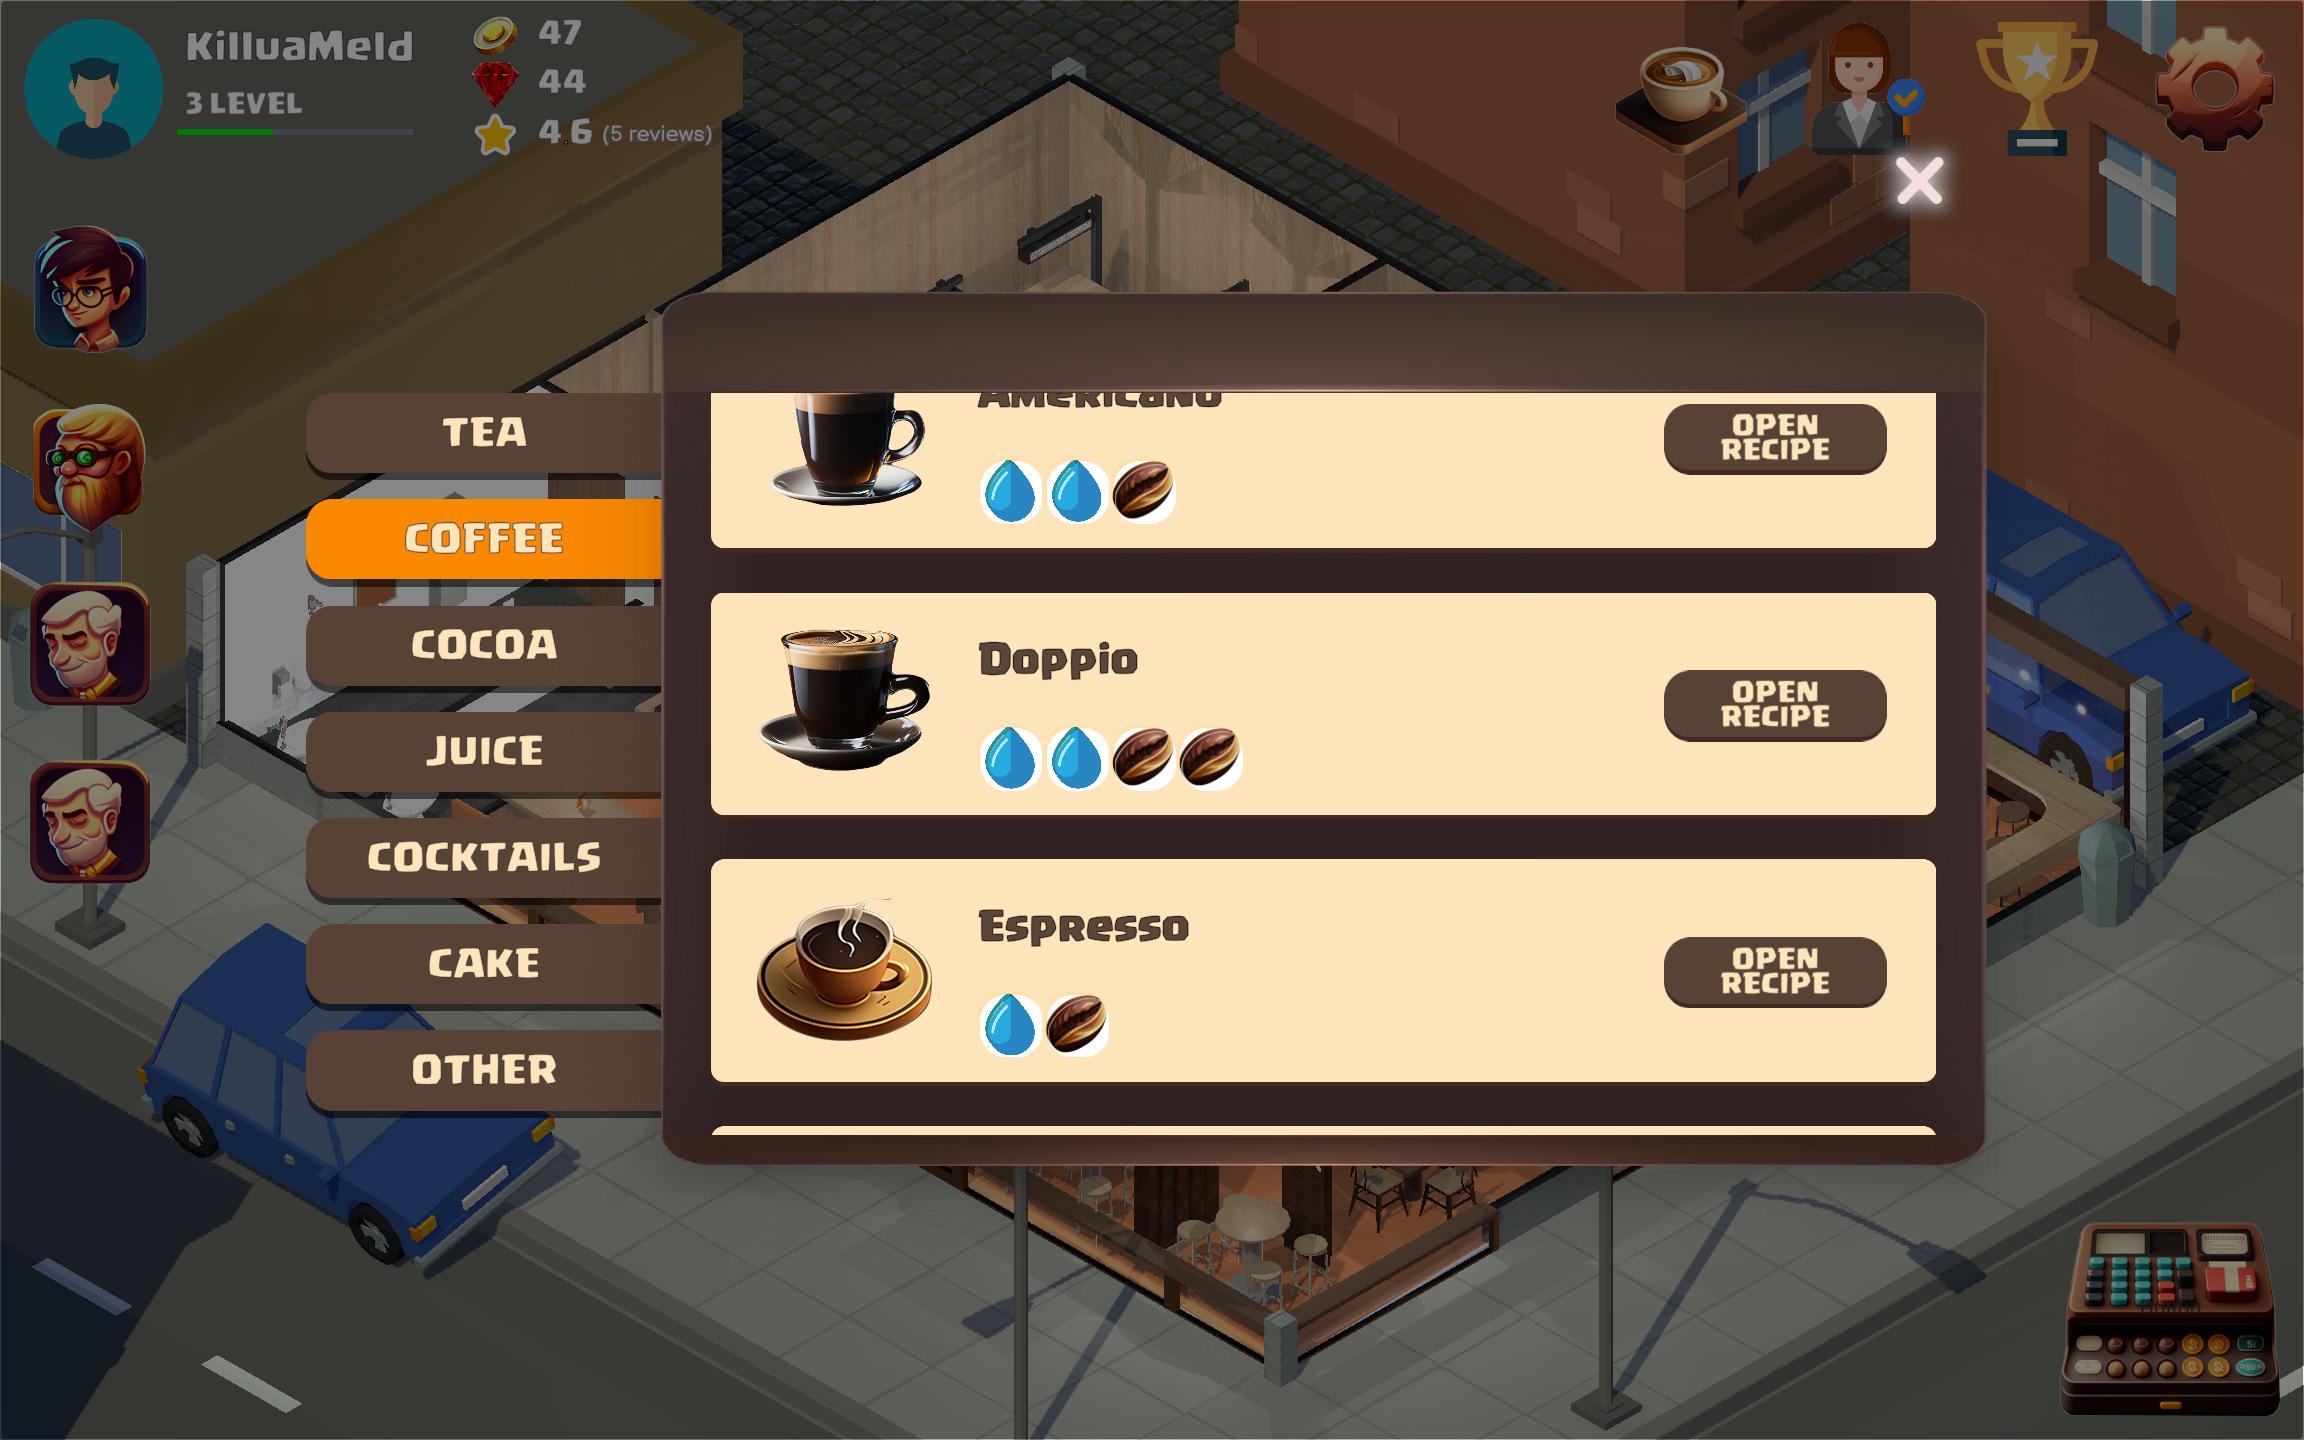 KilluaMeld
3 LEVEL
47
44
4.6 (5 reviews)
TEA
COFFEE
COCOA
JUICE
COCKTAILS
CAKE
OTHER
Americano
OPEN
RECIPE
Doppio
OPEN
RECIPE
Espresso
OPEN
RECIPE